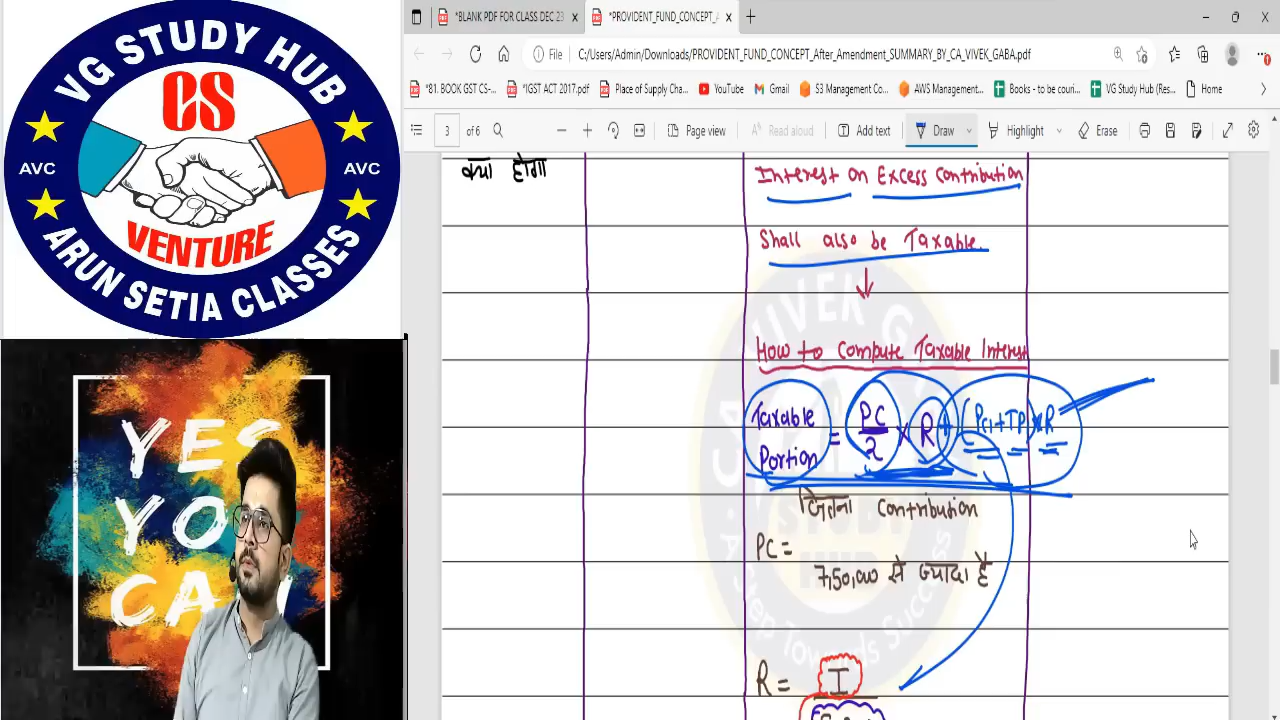 VG STUDY HUB
CS
AVC
AVC
VENTURE
ARUN SETIA CLASSES
YES
YO
CA
*BLANK PDF FOR CLASS DEC 23
*PROVIDENT_FUND_CONCEPT_A
File
C:/Users/Admin/Downloads/PROVIDENT_FUND_CONCEPT_After_Amendment_SUMMARY_BY_CA_VIVEK_GABA.pdf
*81. BOOK GST CS-...
*IGST ACT 2017.pdf
Place of Supply Cha...
YouTube
Gmail
S3 Management Co...
AWS Management...
Books - to be couri...
VG Study Hub (Res...
Home
3 of 6
Page view
Read aloud
Add text
Draw
Highlight
Erase
क्या होगा
Interest on Excess Contribution
Shall also be Taxable
How to Compute Taxable Interest
Taxable Portion = PC/2 × R + (PC1+TP) × R
जितना Contribution
PC =
7,50,000 से ज्यादा है
R = I